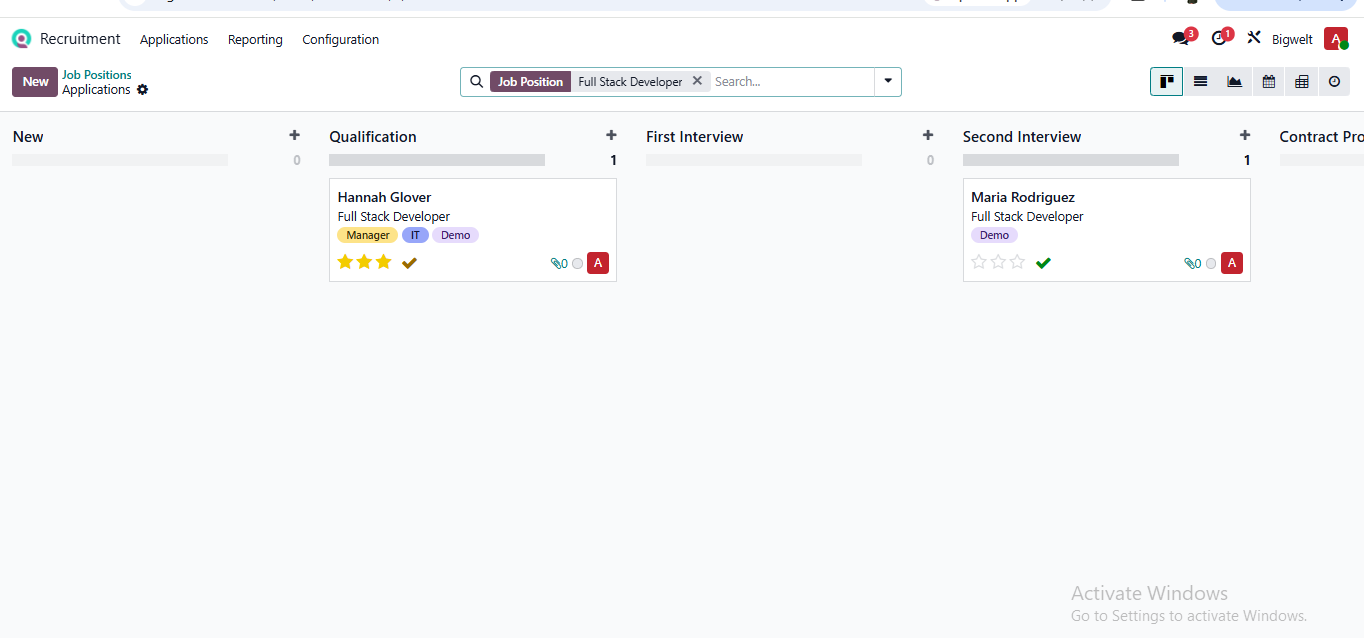 Recruitment Applications Reporting Configuration 3 1 Bigwelt A
New Job Positions
Applications
Job Position Full Stack Developer Search...
New 0
Qualification 1
First Interview 0
Second Interview 1
Contract Pro
Hannah Glover
Full Stack Developer
Manager IT Demo
0 A
Maria Rodriguez
Full Stack Developer
Demo
0 A
Activate Windows
Go to Settings to activate Windows.